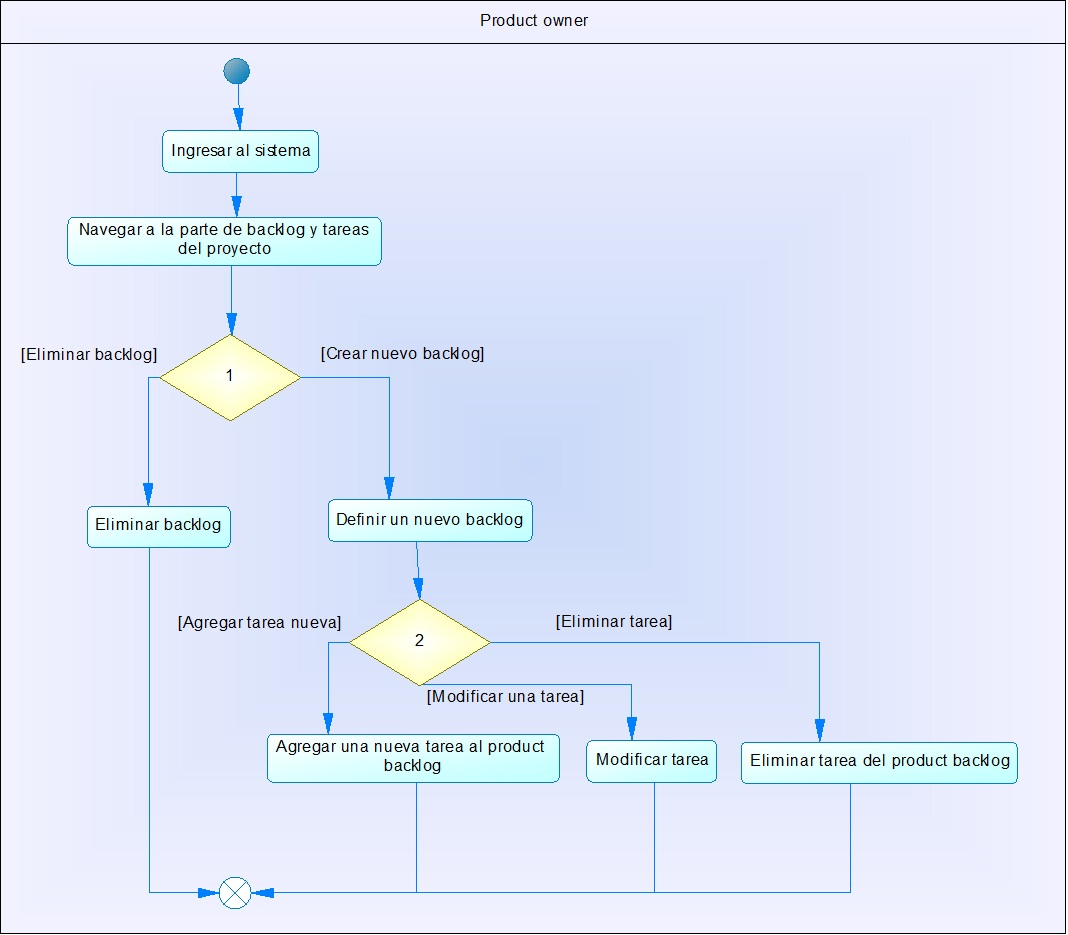 Product owner
Ingresar al sistema
Navegar a la parte de backlog y tareas
del proyecto
[Eliminar backlog]
[Crear nuevo backlog]
1
Eliminar backlog
Definir un nuevo backlog
[Agregar tarea nueva]
[Eliminar tarea]
2
[Modificar una tarea]
Agregar una nueva tarea al product
backlog
Modificar tarea
Eliminar tarea del product backlog